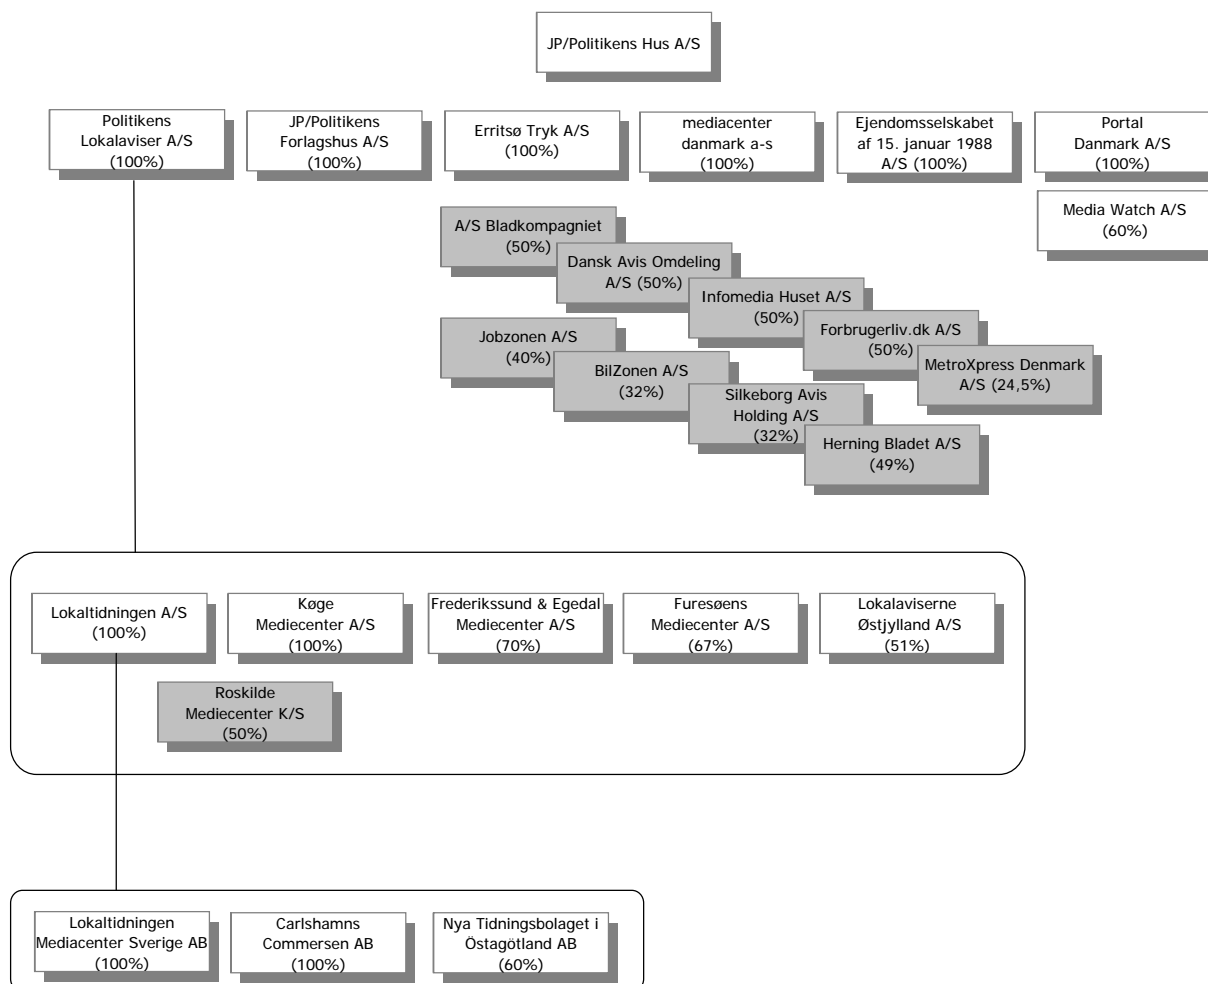 JP/Politikens Hus A/S
Politikens
Lokalaviser A/S
(100%)
JP/Politikens
Forlagshus A/S
(100%)
Erritsø Tryk A/S
(100%)
mediacenter
danmark a-s
(100%)
Ejendomsselskabet
af 15. januar 1988
A/S (100%)
Portal
Danmark A/S
(100%)
Media Watch A/S
(60%)
A/S Bladkompagniet
(50%)
Dansk Avis Omdeling
A/S (50%)
Infomedia Huset A/S
(50%)
Forbrugerliv.dk A/S
(50%)
MetroXpress Denmark
A/S (24,5%)
Jobzonen A/S
(40%)
BilZonen A/S
(32%)
Silkeborg Avis
Holding A/S
(32%)
Herning Bladet A/S
(49%)
Lokaltidningen A/S
(100%)
Køge
Mediecenter A/S
(100%)
Frederikssund & Egedal
Mediecenter A/S
(70%)
Furesøens
Mediecenter A/S
(67%)
Lokalaviserne
Østjylland A/S
(51%)
Roskilde
Mediecenter K/S
(50%)
Lokaltidningen
Mediacenter Sverige AB
(100%)
Carlshamns
Commersen AB
(100%)
Nya Tidningsbolaget i
Östagötland AB
(60%)